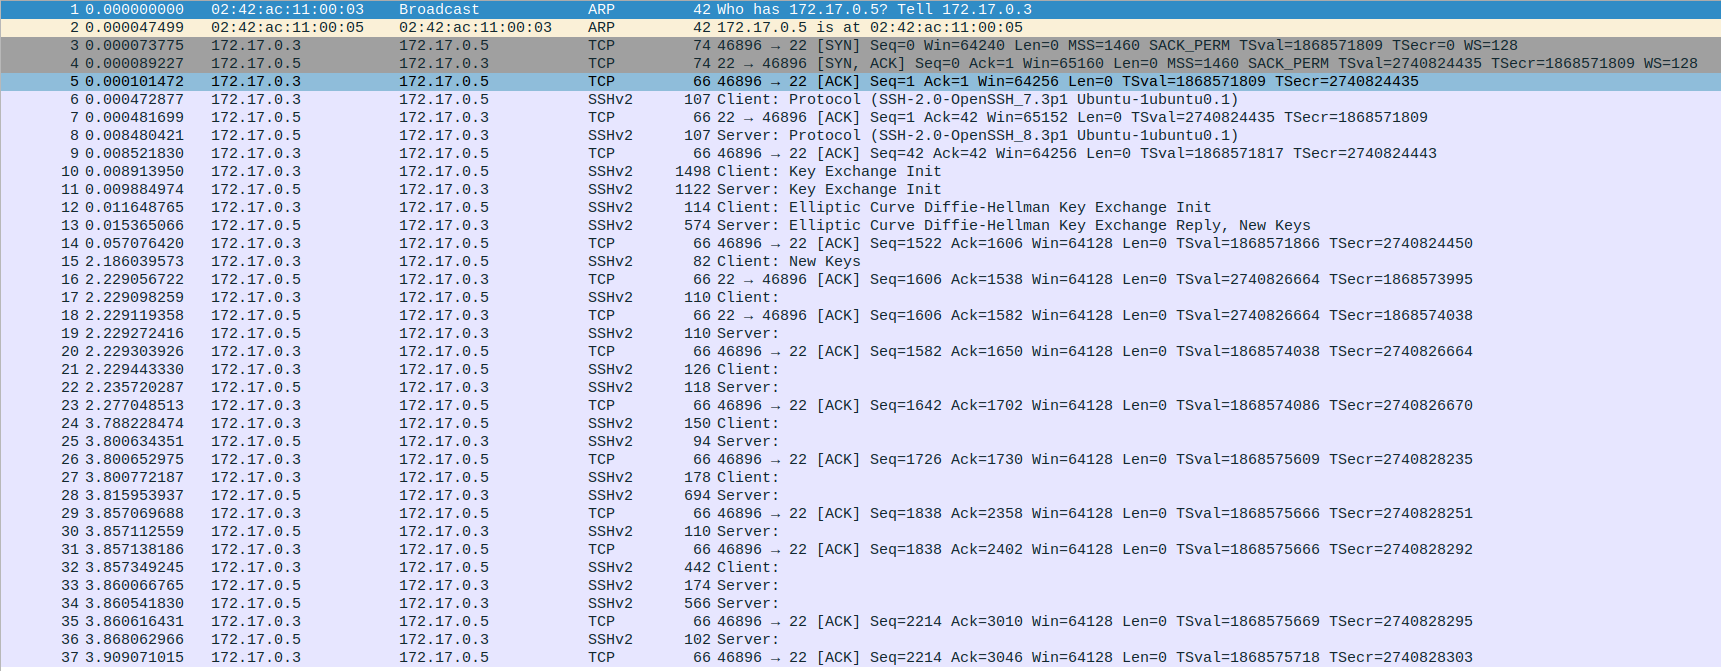 1 0.000000000 02:42:ac:11:00:03 Broadcast ARP 42 Who has 172.17.0.5? Tell 172.17.0.3
2 0.000047499 02:42:ac:11:00:05 02:42:ac:11:00:03 ARP 42 172.17.0.5 is at 02:42:ac:11:00:05
3 0.000073775 172.17.0.3 172.17.0.5 TCP 74 46896 → 22 [SYN] Seq=0 Win=64240 Len=0 MSS=1460 SACK_PERM TSval=1868571809 TSecr=0 WS=128
4 0.000089227 172.17.0.5 172.17.0.3 TCP 74 22 → 46896 [SYN, ACK] Seq=0 Ack=1 Win=65160 Len=0 MSS=1460 SACK_PERM TSval=2740824435 TSecr=1868571809 WS=128
5 0.000101472 172.17.0.3 172.17.0.5 TCP 66 46896 → 22 [ACK] Seq=1 Ack=1 Win=64256 Len=0 TSval=1868571809 TSecr=2740824435
6 0.000472877 172.17.0.3 172.17.0.5 SSHv2 107 Client: Protocol (SSH-2.0-OpenSSH_7.3p1 Ubuntu-1ubuntu0.1)
7 0.000481699 172.17.0.5 172.17.0.3 TCP 66 22 → 46896 [ACK] Seq=1 Ack=42 Win=65152 Len=0 TSval=2740824435 TSecr=1868571809
8 0.008480421 172.17.0.5 172.17.0.3 SSHv2 107 Server: Protocol (SSH-2.0-OpenSSH_8.3p1 Ubuntu-1ubuntu0.1)
9 0.008521830 172.17.0.3 172.17.0.5 TCP 66 46896 → 22 [ACK] Seq=42 Ack=42 Win=64256 Len=0 TSval=1868571817 TSecr=2740824443
10 0.008913950 172.17.0.3 172.17.0.5 SSHv2 1498 Client: Key Exchange Init
11 0.009884974 172.17.0.5 172.17.0.3 SSHv2 1122 Server: Key Exchange Init
12 0.011648765 172.17.0.3 172.17.0.5 SSHv2 114 Client: Elliptic Curve Diffie-Hellman Key Exchange Init
13 0.015365066 172.17.0.5 172.17.0.3 SSHv2 574 Server: Elliptic Curve Diffie-Hellman Key Exchange Reply, New Keys
14 0.057076420 172.17.0.3 172.17.0.5 TCP 66 46896 → 22 [ACK] Seq=1522 Ack=1606 Win=64128 Len=0 TSval=1868571866 TSecr=2740824450
15 2.186039573 172.17.0.3 172.17.0.5 SSHv2 82 Client: New Keys
16 2.229056722 172.17.0.5 172.17.0.3 TCP 66 22 → 46896 [ACK] Seq=1606 Ack=1538 Win=64128 Len=0 TSval=2740826664 TSecr=1868573995
17 2.229098259 172.17.0.3 172.17.0.5 SSHv2 110 Client:
18 2.229119358 172.17.0.5 172.17.0.3 TCP 66 22 → 46896 [ACK] Seq=1606 Ack=1582 Win=64128 Len=0 TSval=2740826664 TSecr=1868574038
19 2.229272416 172.17.0.5 172.17.0.3 SSHv2 110 Server:
20 2.229303926 172.17.0.3 172.17.0.5 TCP 66 46896 → 22 [ACK] Seq=1582 Ack=1650 Win=64128 Len=0 TSval=1868574038 TSecr=2740826664
21 2.229443330 172.17.0.3 172.17.0.5 SSHv2 126 Client:
22 2.235720287 172.17.0.5 172.17.0.3 SSHv2 118 Server:
23 2.277048513 172.17.0.3 172.17.0.5 TCP 66 46896 → 22 [ACK] Seq=1642 Ack=1702 Win=64128 Len=0 TSval=1868574086 TSecr=2740826670
24 3.788228474 172.17.0.3 172.17.0.5 SSHv2 150 Client:
25 3.800634351 172.17.0.5 172.17.0.3 SSHv2 94 Server:
26 3.800652975 172.17.0.3 172.17.0.5 TCP 66 46896 → 22 [ACK] Seq=1726 Ack=1730 Win=64128 Len=0 TSval=1868575609 TSecr=2740828235
27 3.800772187 172.17.0.3 172.17.0.5 SSHv2 178 Client:
28 3.815953937 172.17.0.5 172.17.0.3 SSHv2 694 Server:
29 3.857069688 172.17.0.3 172.17.0.5 TCP 66 46896 → 22 [ACK] Seq=1838 Ack=2358 Win=64128 Len=0 TSval=1868575666 TSecr=2740828251
30 3.857112559 172.17.0.5 172.17.0.3 SSHv2 110 Server:
31 3.857138186 172.17.0.3 172.17.0.5 TCP 66 46896 → 22 [ACK] Seq=1838 Ack=2402 Win=64128 Len=0 TSval=1868575666 TSecr=2740828292
32 3.857349245 172.17.0.3 172.17.0.5 SSHv2 442 Client:
33 3.860066765 172.17.0.5 172.17.0.3 SSHv2 174 Server:
34 3.860541830 172.17.0.5 172.17.0.3 SSHv2 566 Server:
35 3.860616431 172.17.0.3 172.17.0.5 TCP 66 46896 → 22 [ACK] Seq=2214 Ack=3010 Win=64128 Len=0 TSval=1868575669 TSecr=2740828295
36 3.868062966 172.17.0.5 172.17.0.3 SSHv2 102 Server:
37 3.909071015 172.17.0.3 172.17.0.5 TCP 66 46896 → 22 [ACK] Seq=2214 Ack=3046 Win=64128 Len=0 TSval=1868575718 TSecr=2740828303